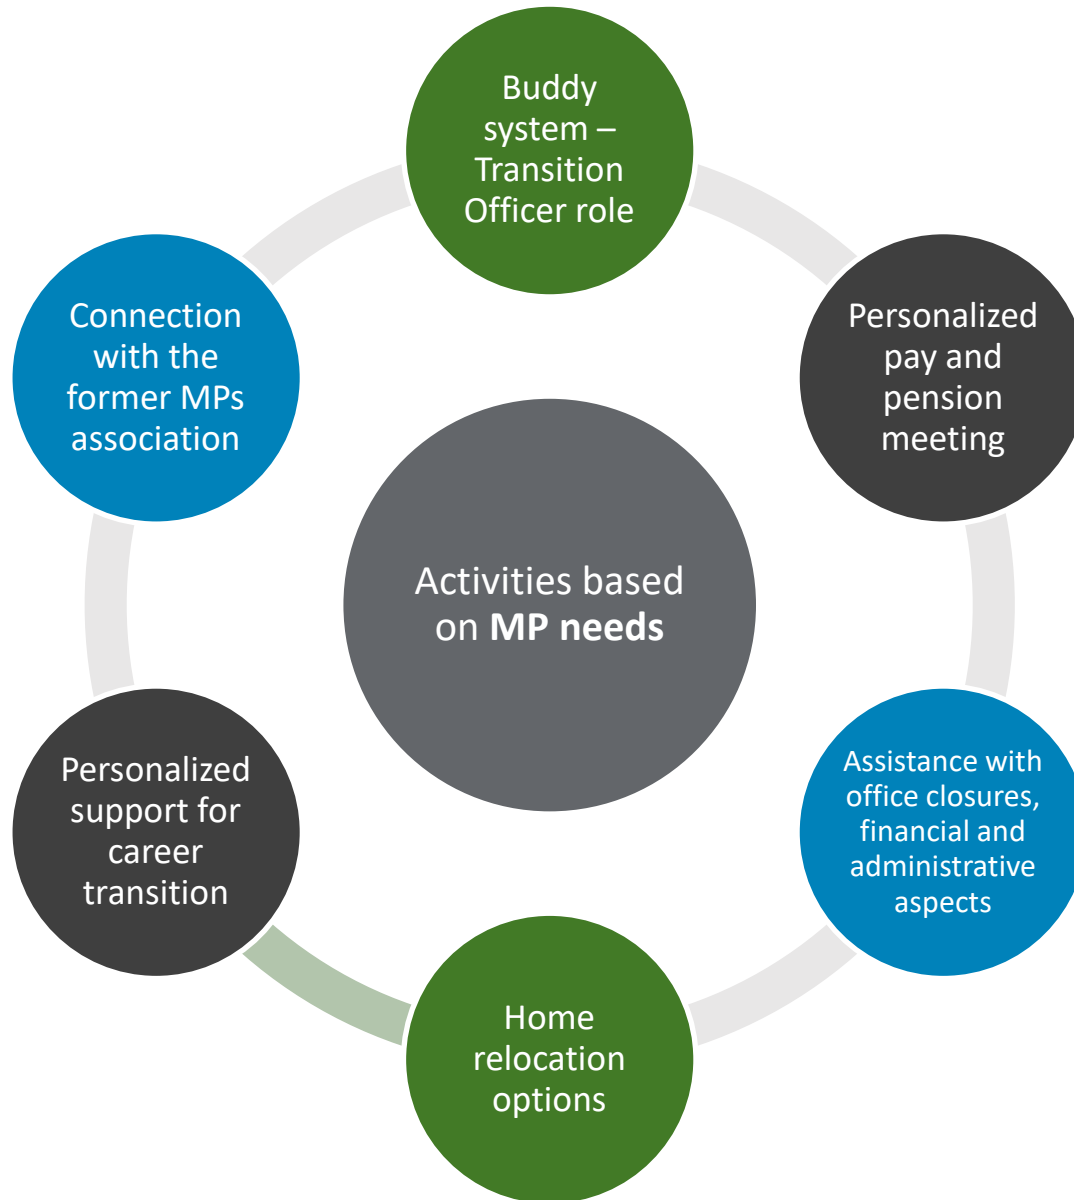 Buddy
system –
Transition
Officer role
Personalized
pay and
pension
meeting
Assistance with
office closures,
financial and
administrative
aspects
Home
relocation
options
Personalized
support for
career
transition
Connection
with the
former MPs
association
Activities based
on MP needs